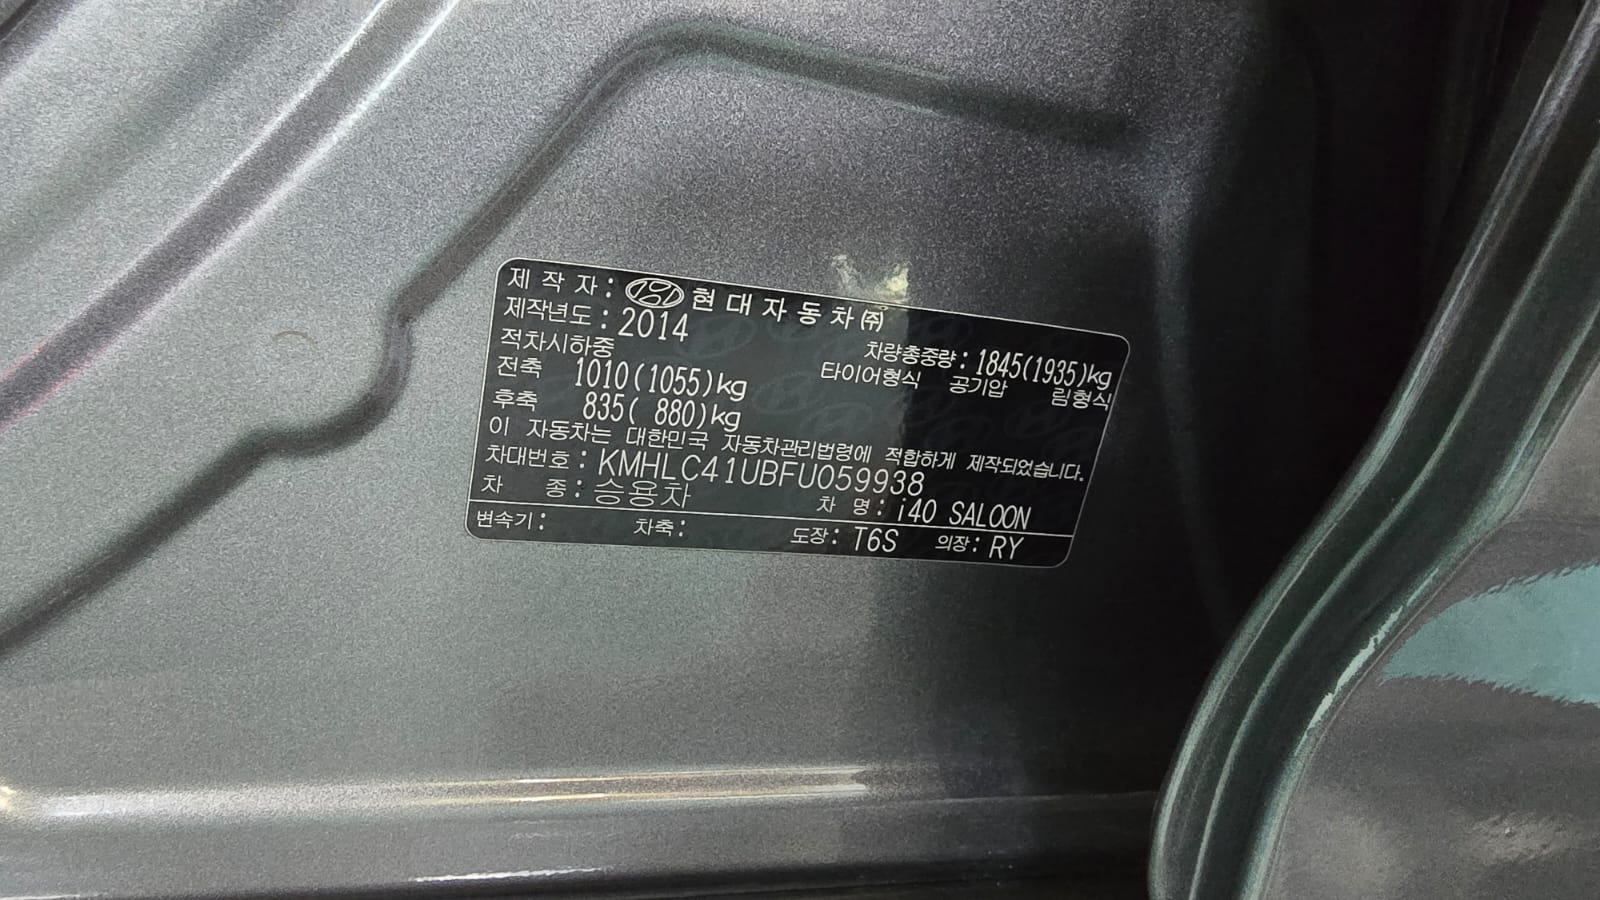 제 작 자 : 현대자동차㈜
제작년도 : 2014
적차시하중 차량총중량 : 1845(1935)kg
전축 1010(1055)kg 타이어형식 공기압 림형식
후축 835( 880)kg
이 자동차는 대한민국 자동차관리법령에 적합하게 제작되었습니다.
차대번호 : KMHLC41UBFU059938
차 종 : 승용차 차 명 : i40 SALOON
변속기 : 차축 : 도장 : T6S 의장 : RY